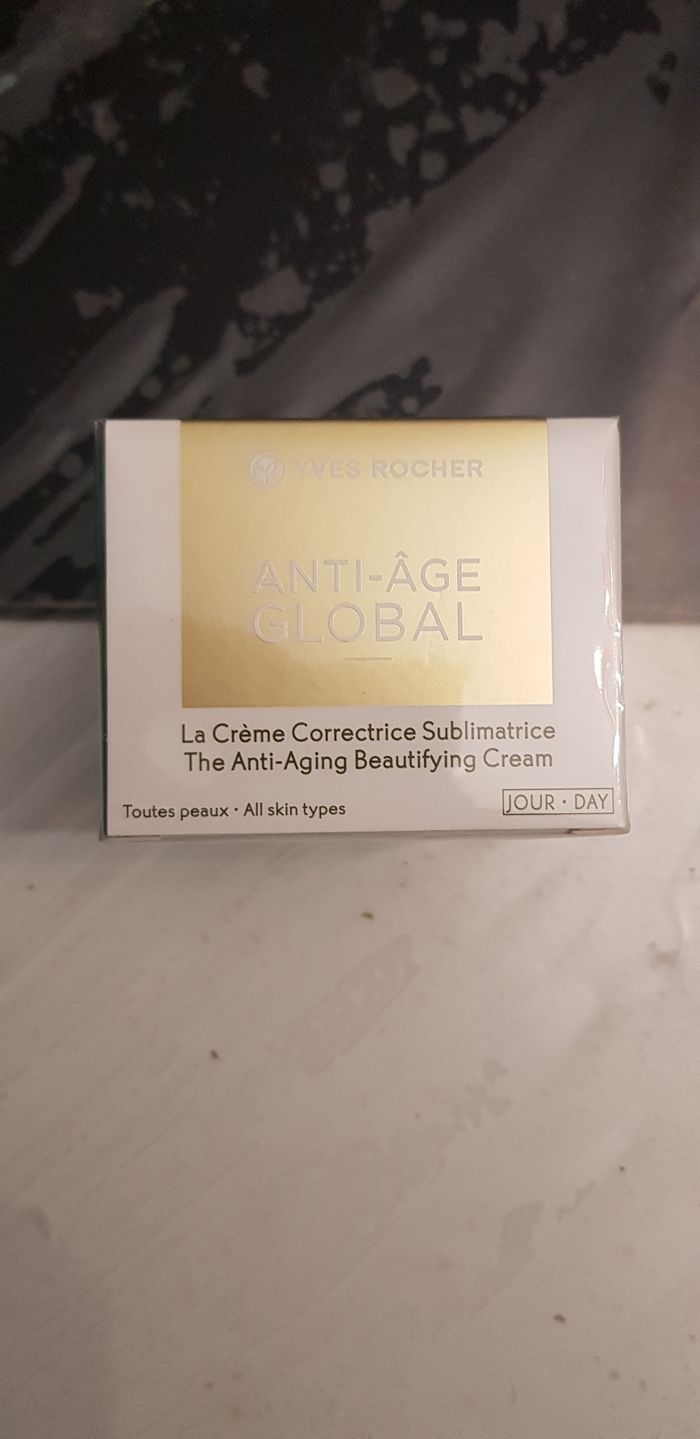 YVES ROCHER
ANTI-ÂGE
GLOBAL
La Crème Correctrice Sublimatrice
The Anti-Aging Beautifying Cream
Toutes peaux • All skin types
JOUR • DAY